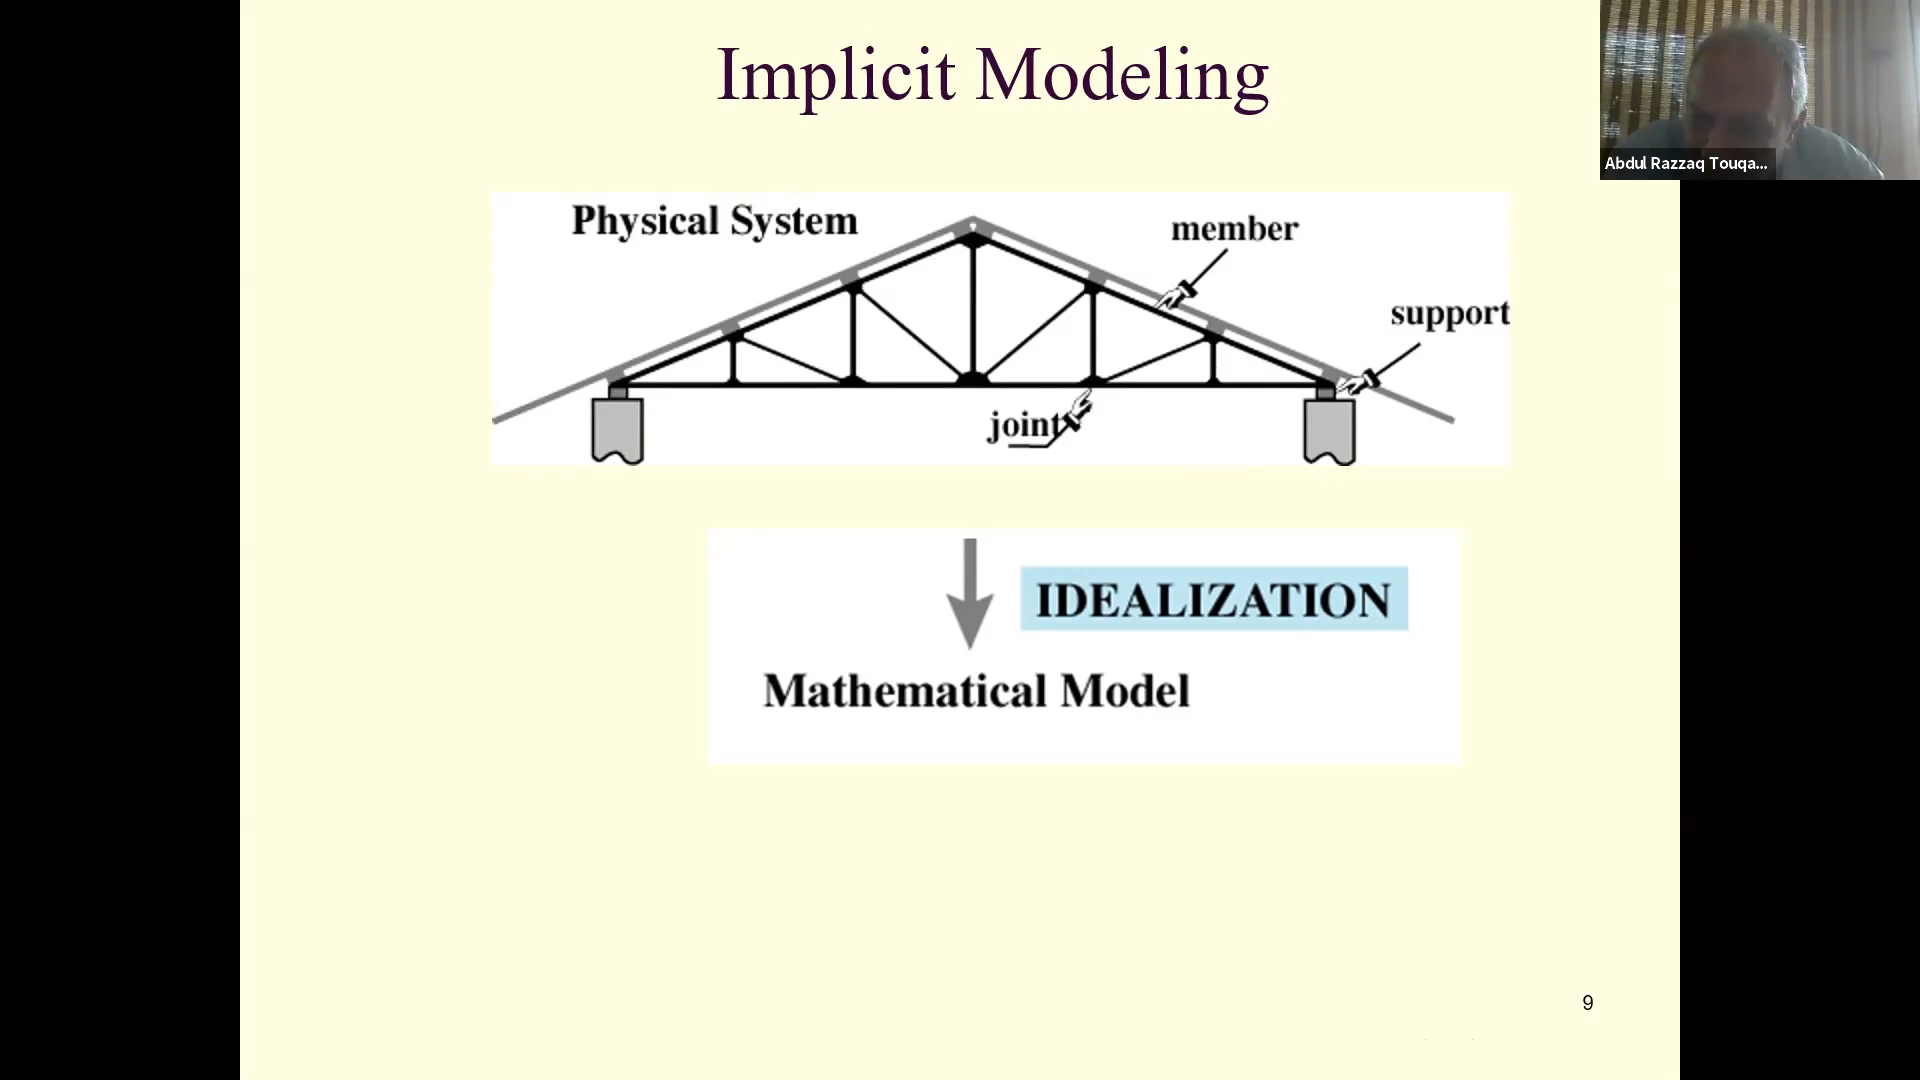 Implicit Modeling
Abdul Razzaq Touqa...
Physical System
member
support
joint
IDEALIZATION
Mathematical Model
9